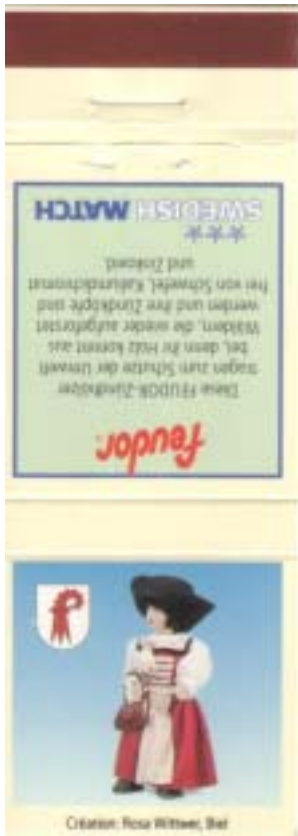 feudor
Diese FEUDOR-Zündhölzer
tragen zum Schutze der Umwelt
bei, denn ihr Holz kommt aus
Wäldern, die wieder aufgeforstet
werden und ihre Zündköpfe sind
frei von Schwefel, Kaliumdichromat
und Zinkoxid.
SWEDISH MATCH
Création: Rosa Wittwer, Biel